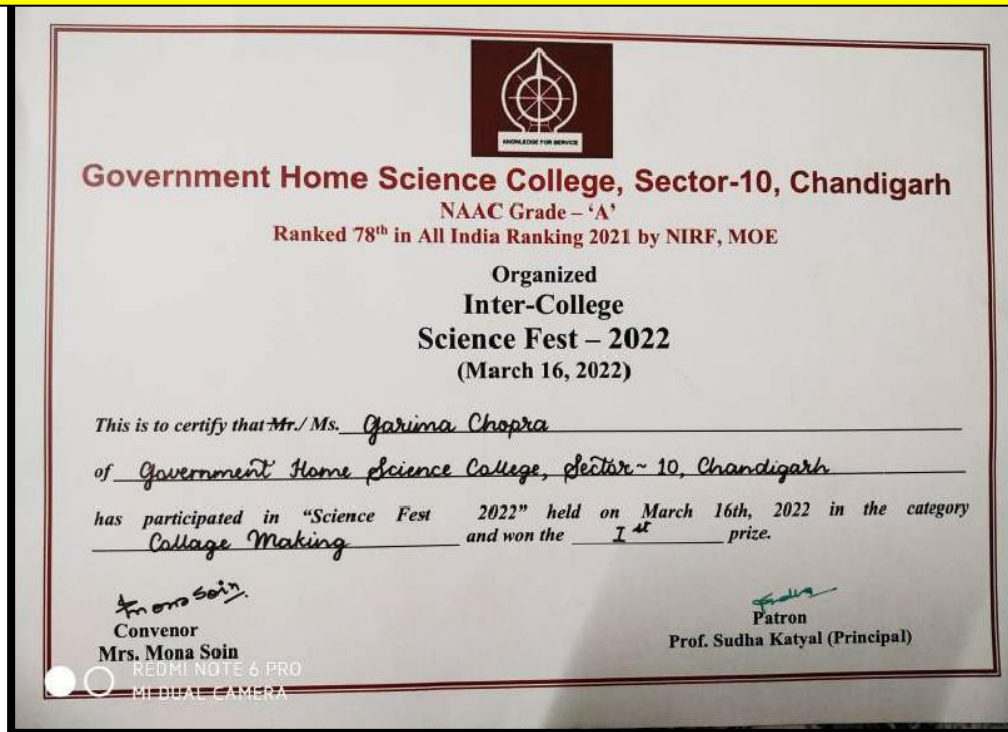 KNOWLEDGE FOR SERVICE
Government Home Science College, Sector-10, Chandigarh
NAAC Grade – ‘A’
Ranked 78th in All India Ranking 2021 by NIRF, MOE
Organized
Inter-College
Science Fest – 2022
(March 16, 2022)
This is to certify that Mr./ Ms. Garima Chopra
of Government Home Science College, Sector~ 10, Chandigarh
has participated in “Science Fest 2022” held on March 16th, 2022 in the category
Collage Making and won the Ist prize.
Mona Soin
Convenor
Patron
Mrs. Mona Soin
Prof. Sudha Katyal (Principal)
REDMI NOTE 6 PRO
MI DUAL CAMERA